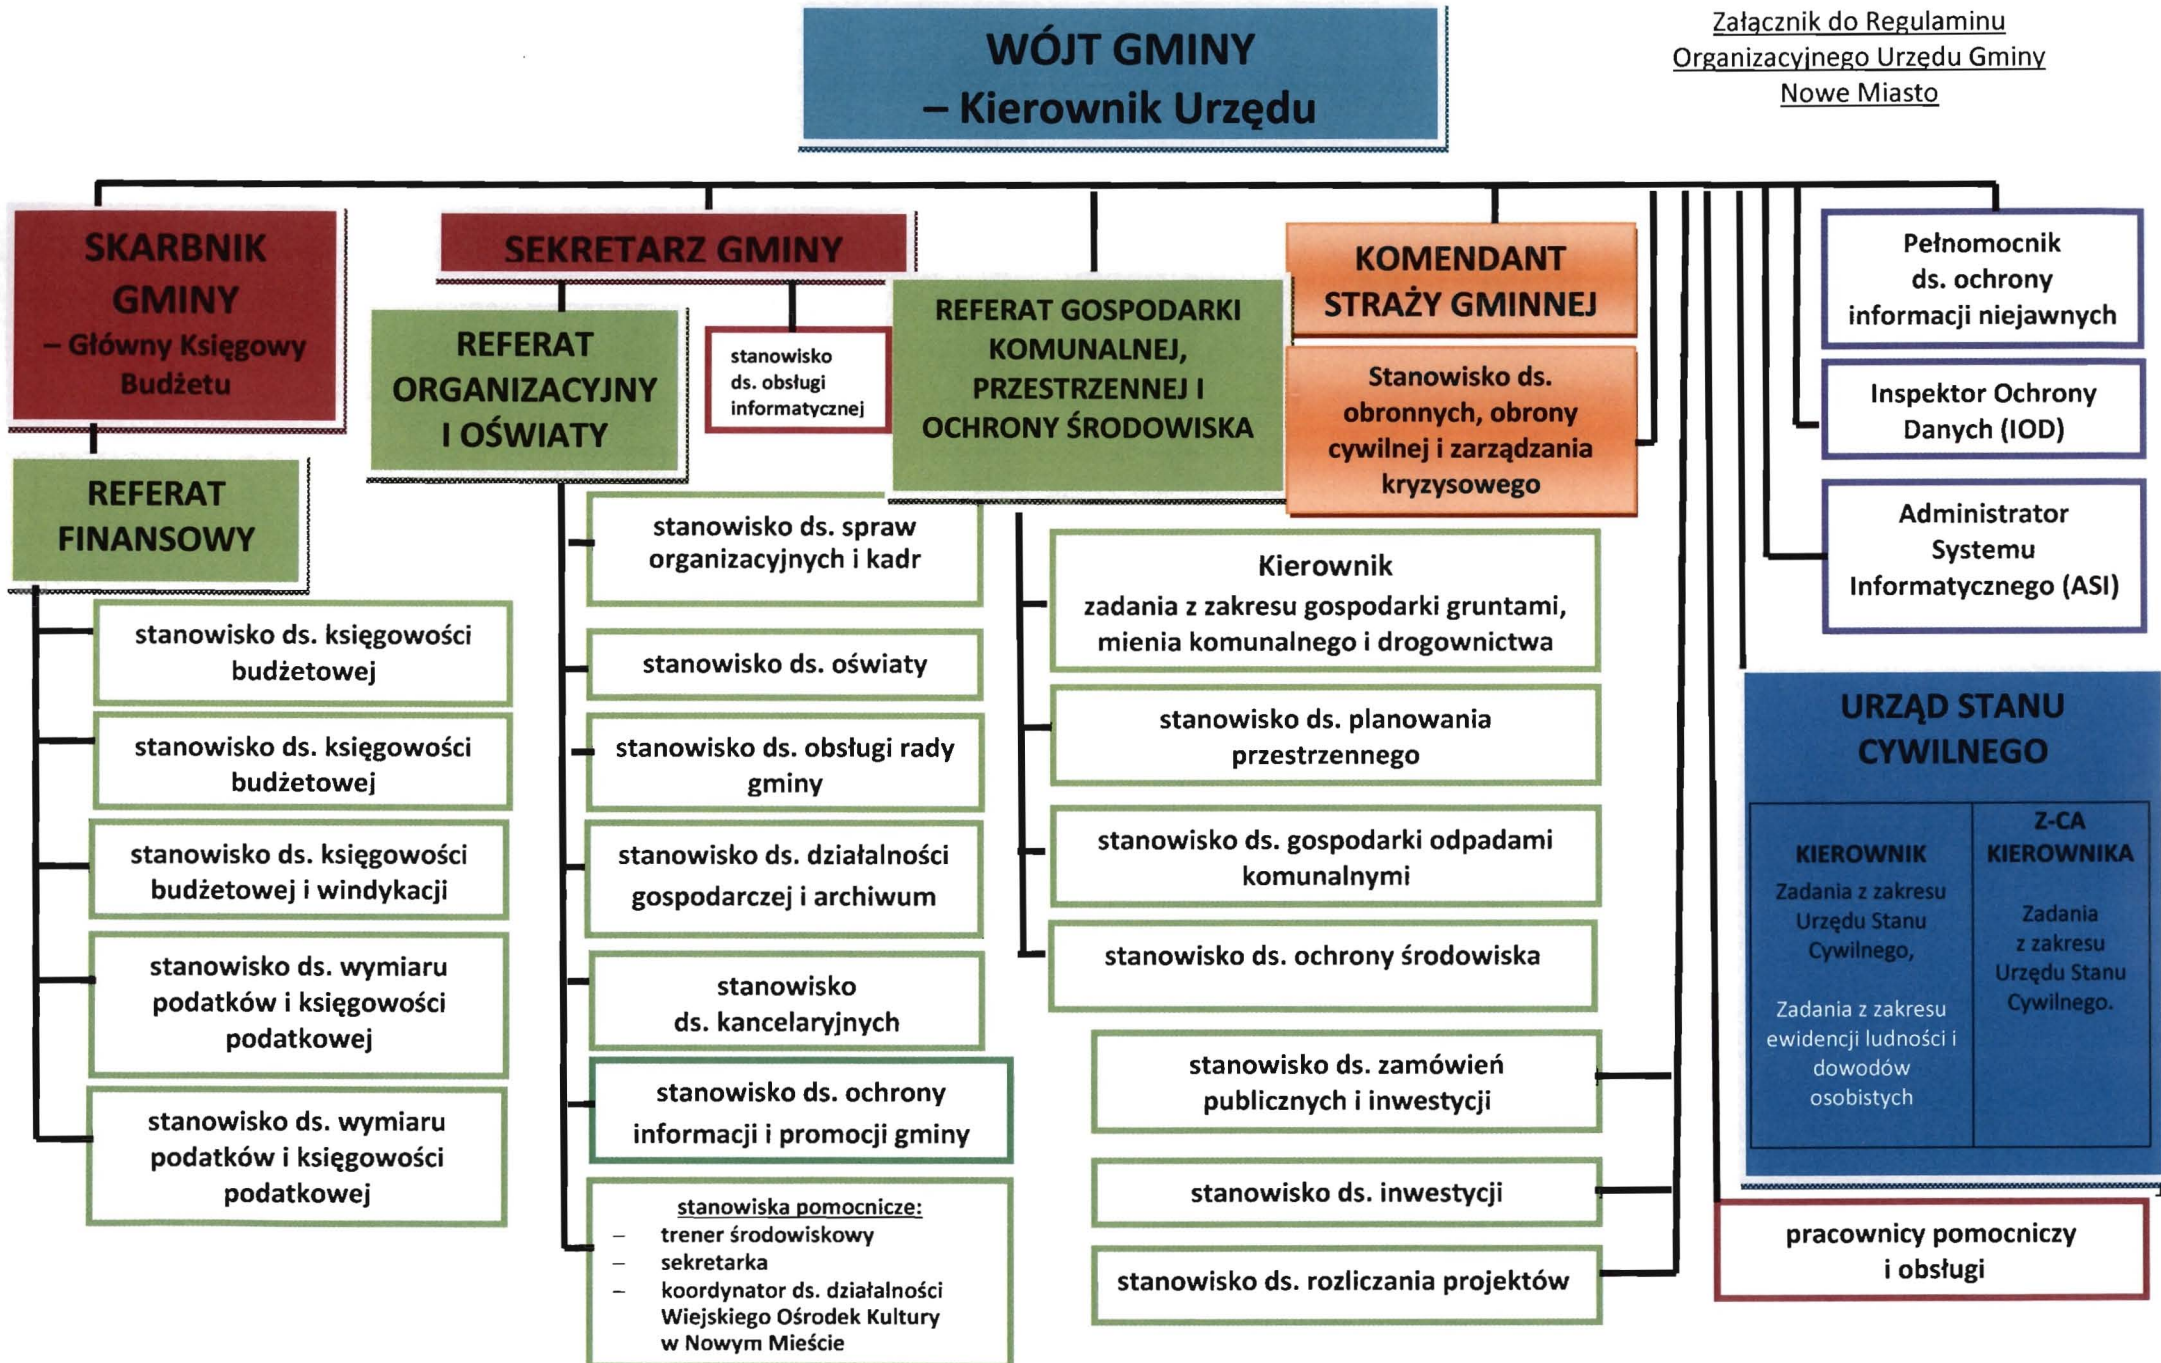 WÓJT GMINY
– Kierownik Urzędu
Załącznik do Regulaminu
Organizacyjnego Urzędu Gminy
Nowe Miasto
SKARBNIK
GMINY
– Główny Księgowy
Budżetu
REFERAT
FINANSOWY
stanowisko ds. księgowości
budżetowej
stanowisko ds. księgowości
budżetowej
stanowisko ds. księgowości
budżetowej i windykacji
stanowisko ds. wymiaru
podatków i księgowości
podatkowej
stanowisko ds. wymiaru
podatków i księgowości
podatkowej
SEKRETARZ GMINY
REFERAT
ORGANIZACYJNY
I OŚWIATY
stanowisko
ds. obsługi
informatycznej
stanowisko ds. spraw
organizacyjnych i kadr
stanowisko ds. oświaty
stanowisko ds. obsługi rady
gminy
stanowisko ds. działalności
gospodarczej i archiwum
stanowisko
ds. kancelaryjnych
stanowisko ds. ochrony
informacji i promocji gminy
stanowiska pomocnicze:
– trener środowiskowy
– sekretarka
– koordynator ds. działalności
Wiejskiego Ośrodek Kultury
w Nowym Mieście
REFERAT GOSPODARKI
KOMUNALNEJ,
PRZESTRZENNEJ I
OCHRONY ŚRODOWISKA
Kierownik
zadania z zakresu gospodarki gruntami,
mienia komunalnego i drogownictwa
stanowisko ds. planowania
przestrzennego
stanowisko ds. gospodarki odpadami
komunalnymi
stanowisko ds. ochrony środowiska
stanowisko ds. zamówień
publicznych i inwestycji
stanowisko ds. inwestycji
stanowisko ds. rozliczania projektów
KOMENDANT
STRAŻY GMINNEJ
Stanowisko ds.
obronnych, obrony
cywilnej i zarządzania
kryzysowego
Pełnomocnik
ds. ochrony
informacji niejawnych
Inspektor Ochrony
Danych (IOD)
Administrator
Systemu
Informatycznego (ASI)
URZĄD STANU
CYWILNEGO
KIEROWNIK
Zadania z zakresu
Urzędu Stanu
Cywilnego,
Zadania z zakresu
ewidencji ludności i
dowodów
osobistych
Z-CA
KIEROWNIKA
Zadania
z zakresu
Urzędu Stanu
Cywilnego.
pracownicy pomocniczy
i obsługi